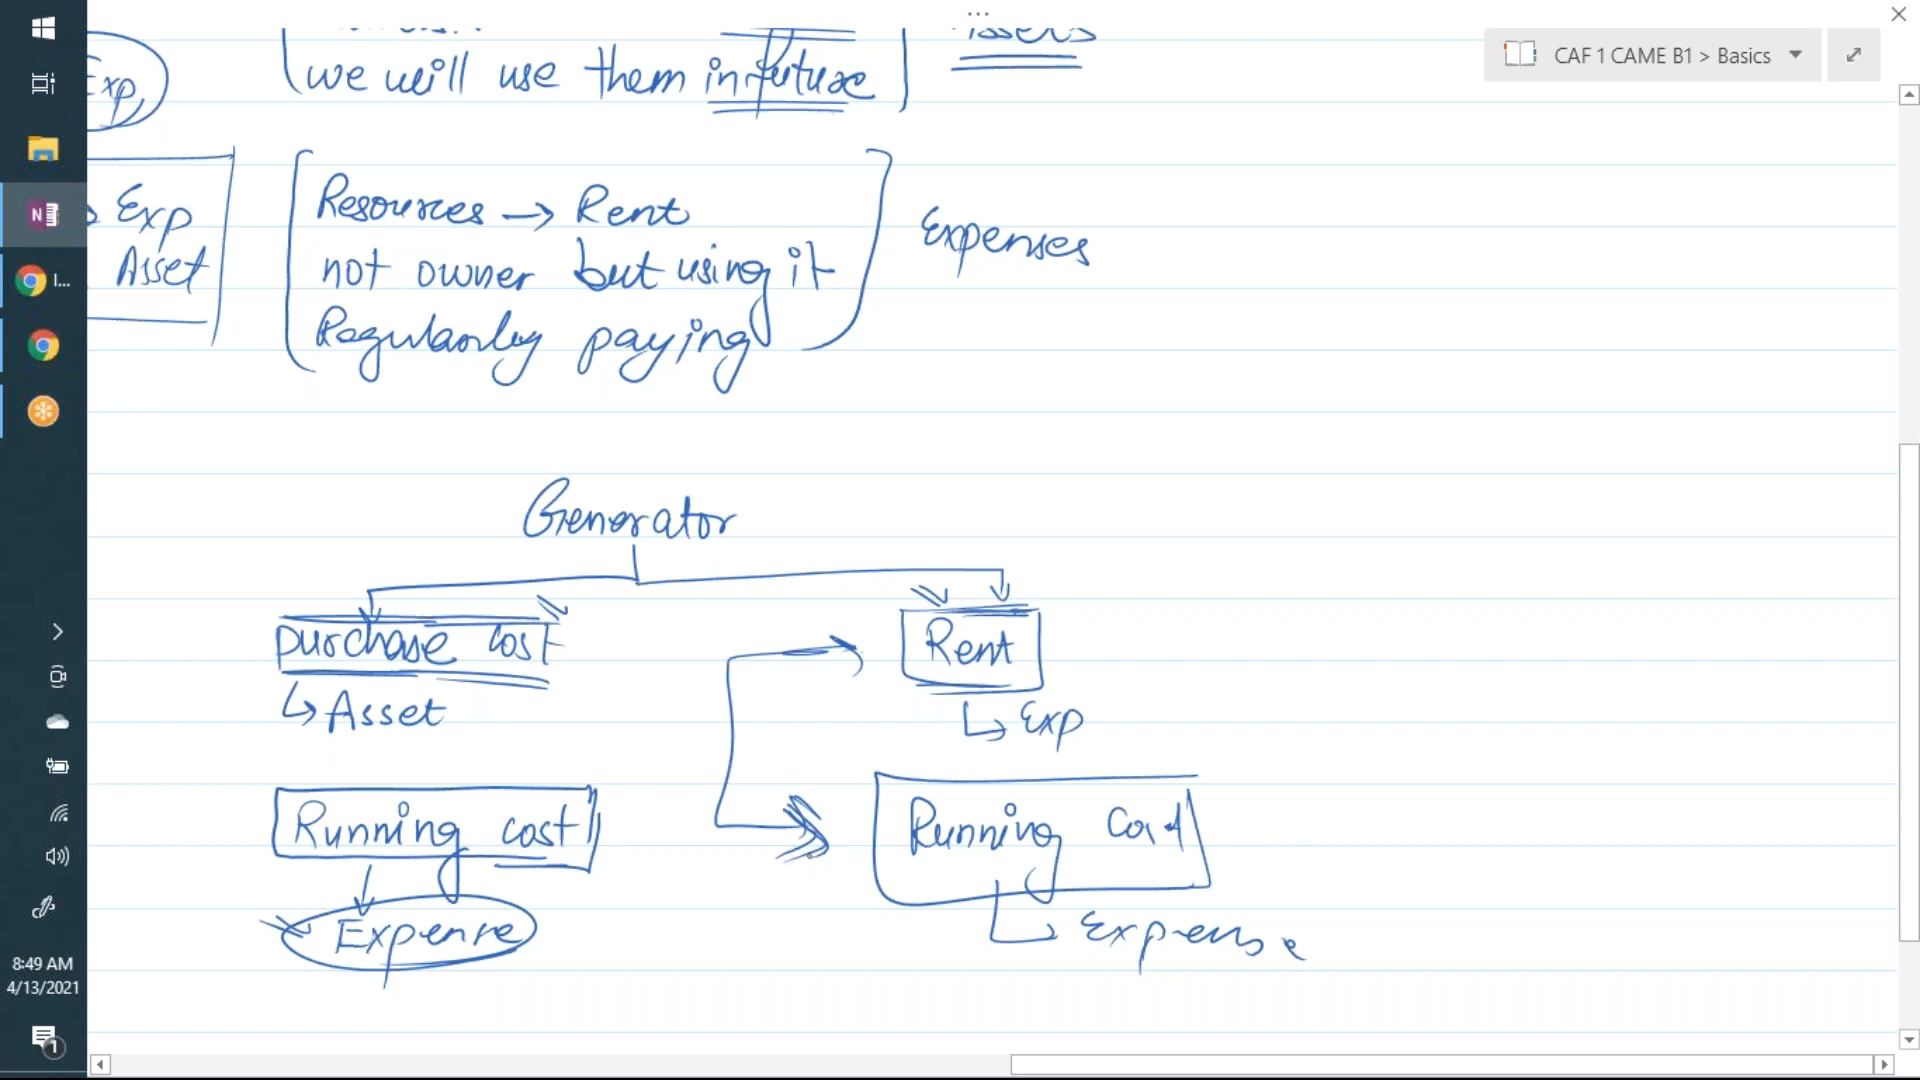 ...
CAF 1 CAME B1 > Basics
Assets
we will use them in future
Exp,
Resources → Rent
not owner but using it
Regularly paying
Expenses
Exp
Asset
Generator
purchase cost
↳ Asset
Rent
↳ Exp
Running cost
Expense
Running Cost
↳ Expense
N
I...
8:49 AM
4/13/2021
1